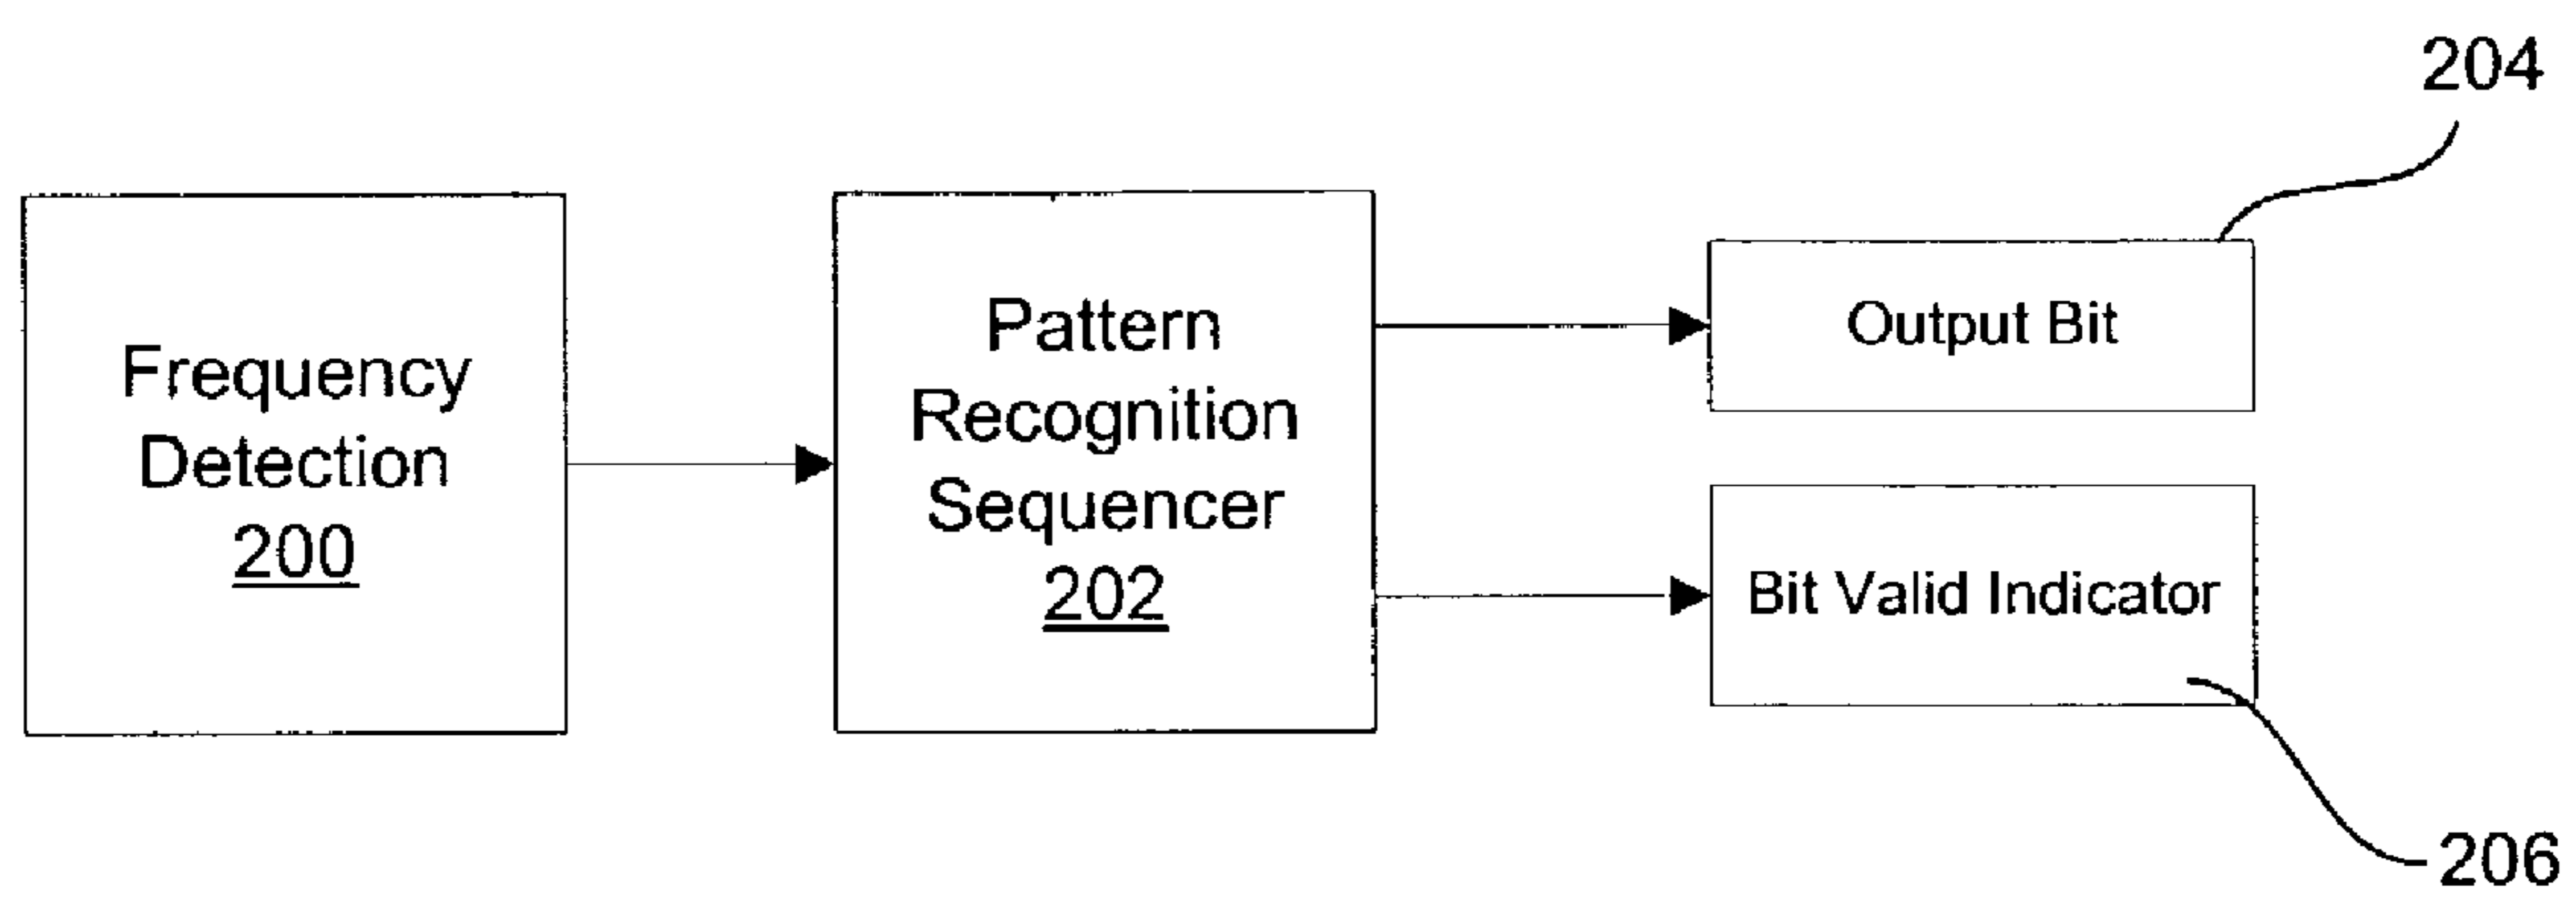 204
Frequency
Detection
200
Pattern
Recognition
Sequencer
202
Output Bit
Bit Valid Indicator
206